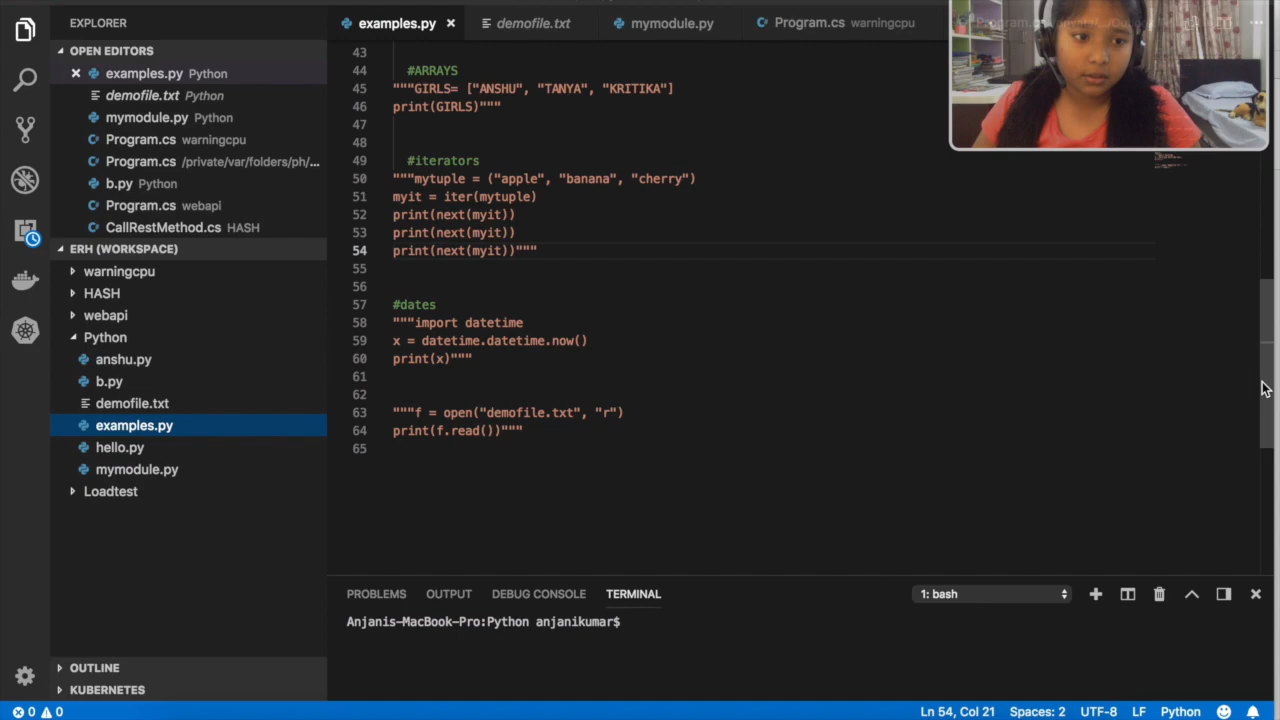 EXPLORER
OPEN EDITORS
examples.py Python
demofile.txt Python
mymodule.py Python
Program.cs warningcpu
Program.cs /private/var/folders/ph/...
b.py Python
Program.cs webapi
CallRestMethod.cs HASH
ERH (WORKSPACE)
warningcpu
HASH
webapi
Python
anshu.py
b.py
demofile.txt
examples.py
hello.py
mymodule.py
Loadtest
OUTLINE
KUBERNETES
examples.py demofile.txt mymodule.py Program.cs warningcpu
43
44 #ARRAYS
45 """GIRLS= ["ANSHU", "TANYA", "KRITIKA"]
46 print(GIRLS)"""
47
48
49 #iterators
50 """mytuple = ("apple", "banana", "cherry")
51 myit = iter(mytuple)
52 print(next(myit))
53 print(next(myit))
54 print(next(myit))"""
55
56
57 #dates
58 """import datetime
59 x = datetime.datetime.now()
60 print(x)"""
61
62
63 """f = open("demofile.txt", "r")
64 print(f.read())"""
65
PROBLEMS OUTPUT DEBUG CONSOLE TERMINAL 1: bash
Anjanis-MacBook-Pro:Python anjanikumar$
0 0 Ln 54, Col 21 Spaces: 2 UTF-8 LF Python